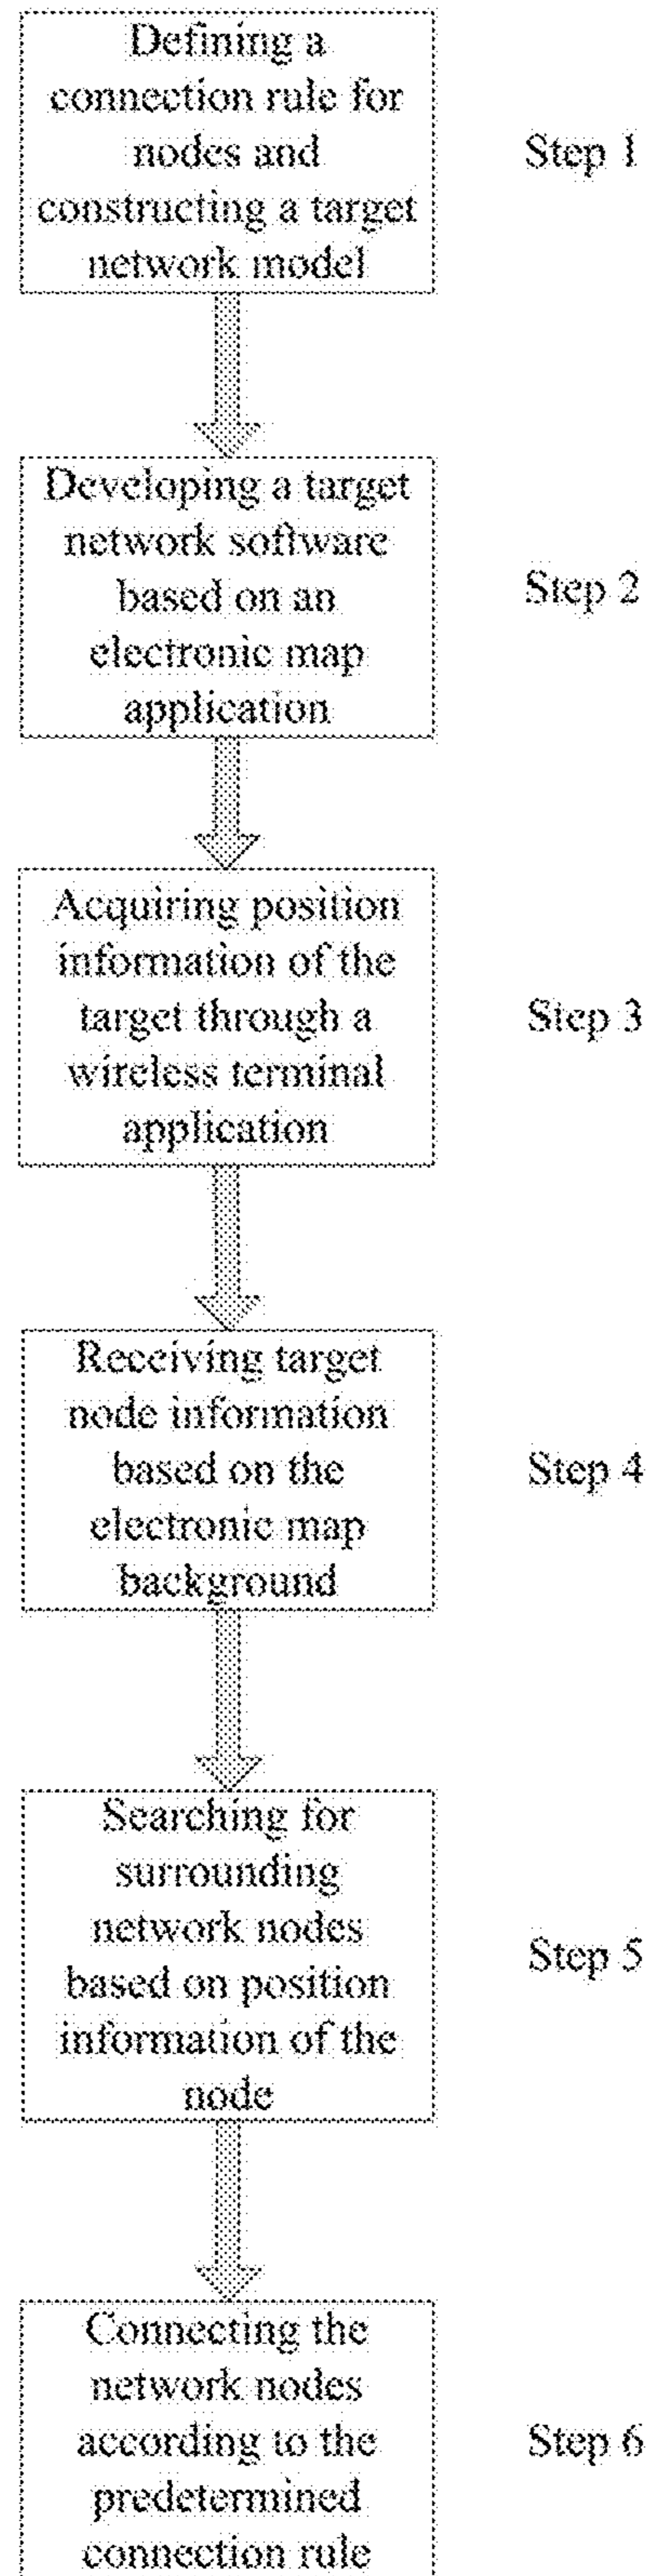 Defining a
connection rule for
nodes and
constructing a target
network model
Step 1
Developing a target
network software
based on an
electronic map
application
Step 2
Acquiring position
information of the
target through a
wireless terminal
application
Step 3
Receiving target
node information
based on the
electronic map
background
Step 4
Searching for
surrounding
network nodes
based on position
information of the
node
Step 5
Connecting the
network nodes
according to the
predetermined
connection rule
Step 6